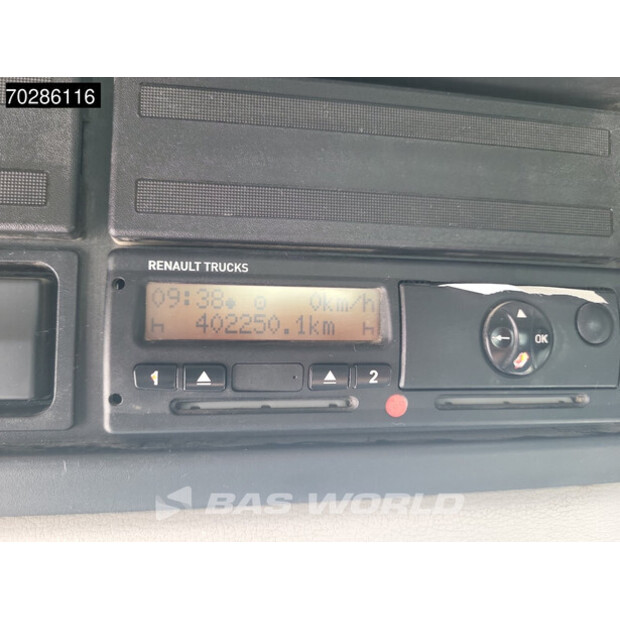 70286116
RENAULT TRUCKS
09:38 0km/h
402250.1km
1 2
OK
BAS WORLD